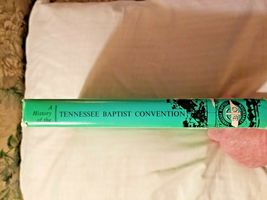 A
History
of the
TENNESSEE BAPTIST CONVENTION